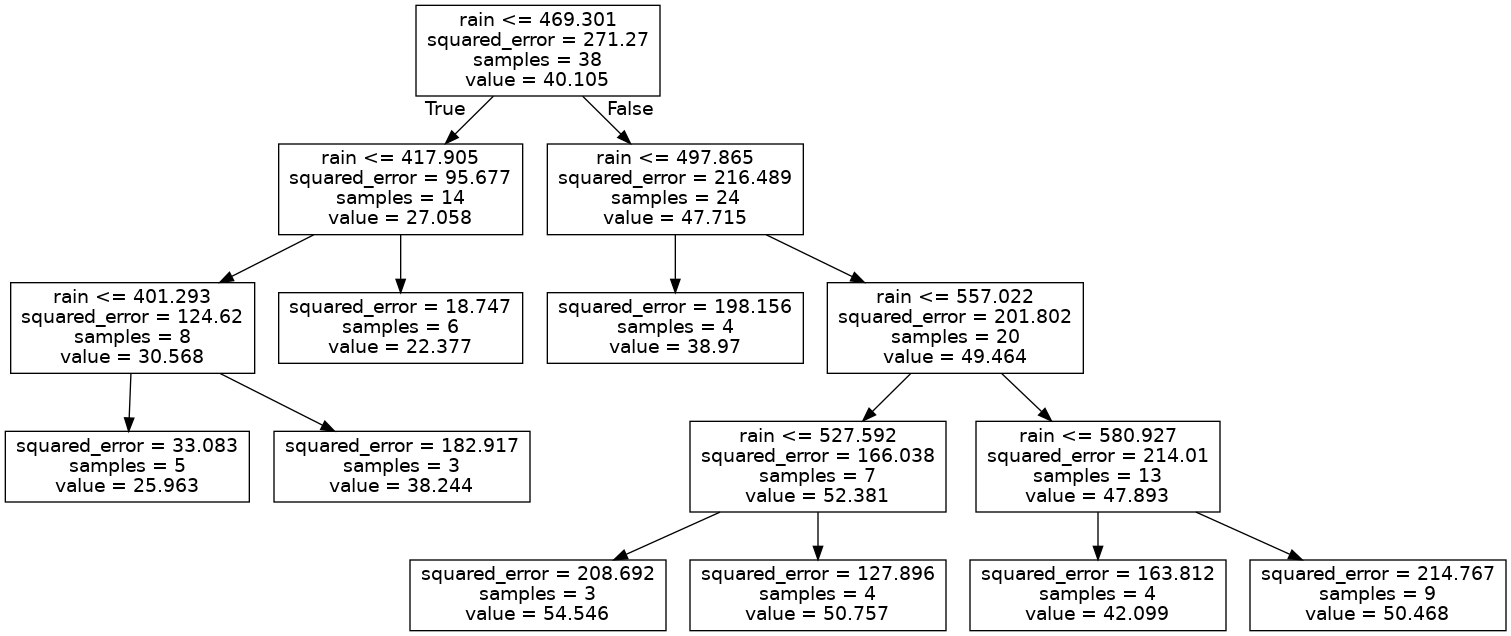 rain <= 469.301
squared_error = 271.27
samples = 38
value = 40.105
True
False
rain <= 417.905
squared_error = 95.677
samples = 14
value = 27.058
rain <= 497.865
squared_error = 216.489
samples = 24
value = 47.715
rain <= 401.293
squared_error = 124.62
samples = 8
value = 30.568
squared_error = 18.747
samples = 6
value = 22.377
squared_error = 198.156
samples = 4
value = 38.97
rain <= 557.022
squared_error = 201.802
samples = 20
value = 49.464
squared_error = 33.083
samples = 5
value = 25.963
squared_error = 182.917
samples = 3
value = 38.244
rain <= 527.592
squared_error = 166.038
samples = 7
value = 52.381
rain <= 580.927
squared_error = 214.01
samples = 13
value = 47.893
squared_error = 208.692
samples = 3
value = 54.546
squared_error = 127.896
samples = 4
value = 50.757
squared_error = 163.812
samples = 4
value = 42.099
squared_error = 214.767
samples = 9
value = 50.468